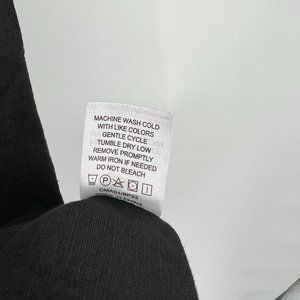 MACHINE WASH COLD
WITH LIKE COLORS
GENTLE CYCLE
TUMBLE DRY LOW
REMOVE PROMPTLY
WARM IRON IF NEEDED
DO NOT BLEACH